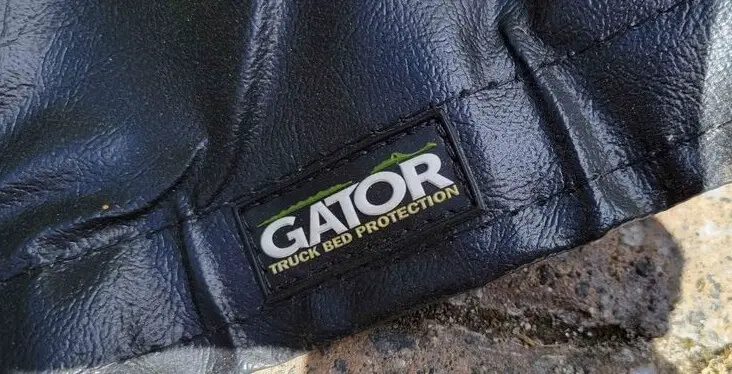 GATOR
TRUCK BED PROTECTION